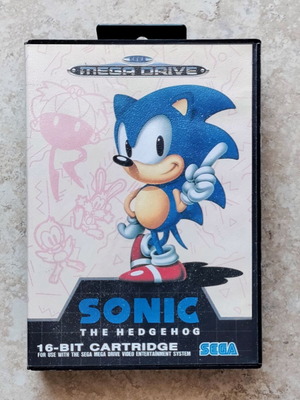 SEGA
MEGA DRIVE
SONIC
THE HEDGEHOG
16-BIT CARTRIDGE
FOR USE WITH THE SEGA MEGA DRIVE VIDEO ENTERTAINMENT SYSTEM
SEGA